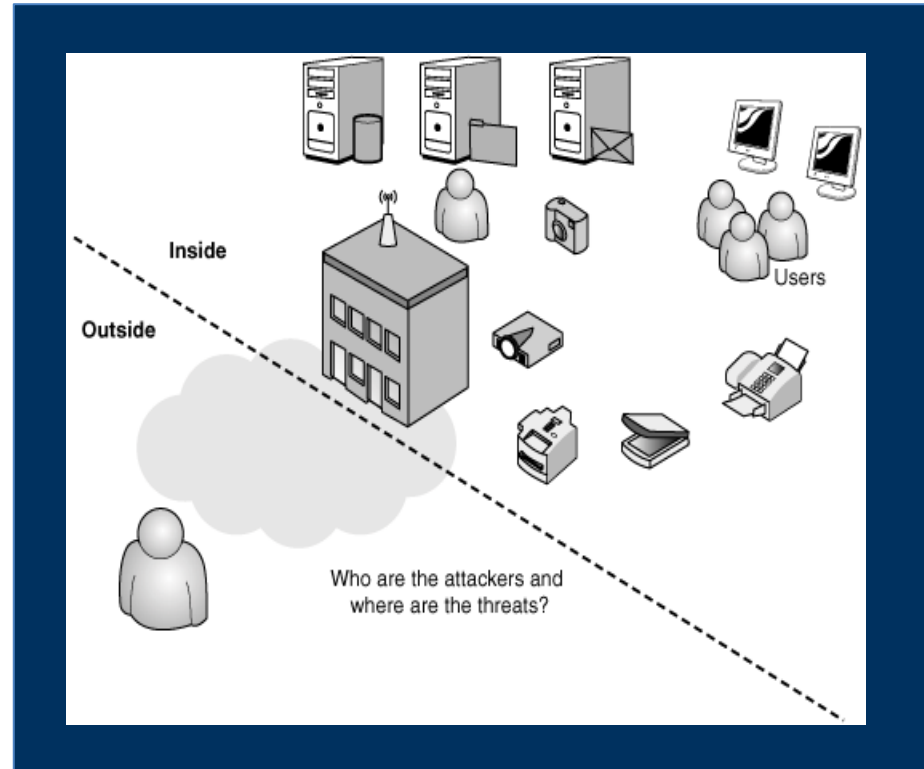 Inside
Users
Outside
Who are the attackers and
where are the threats?